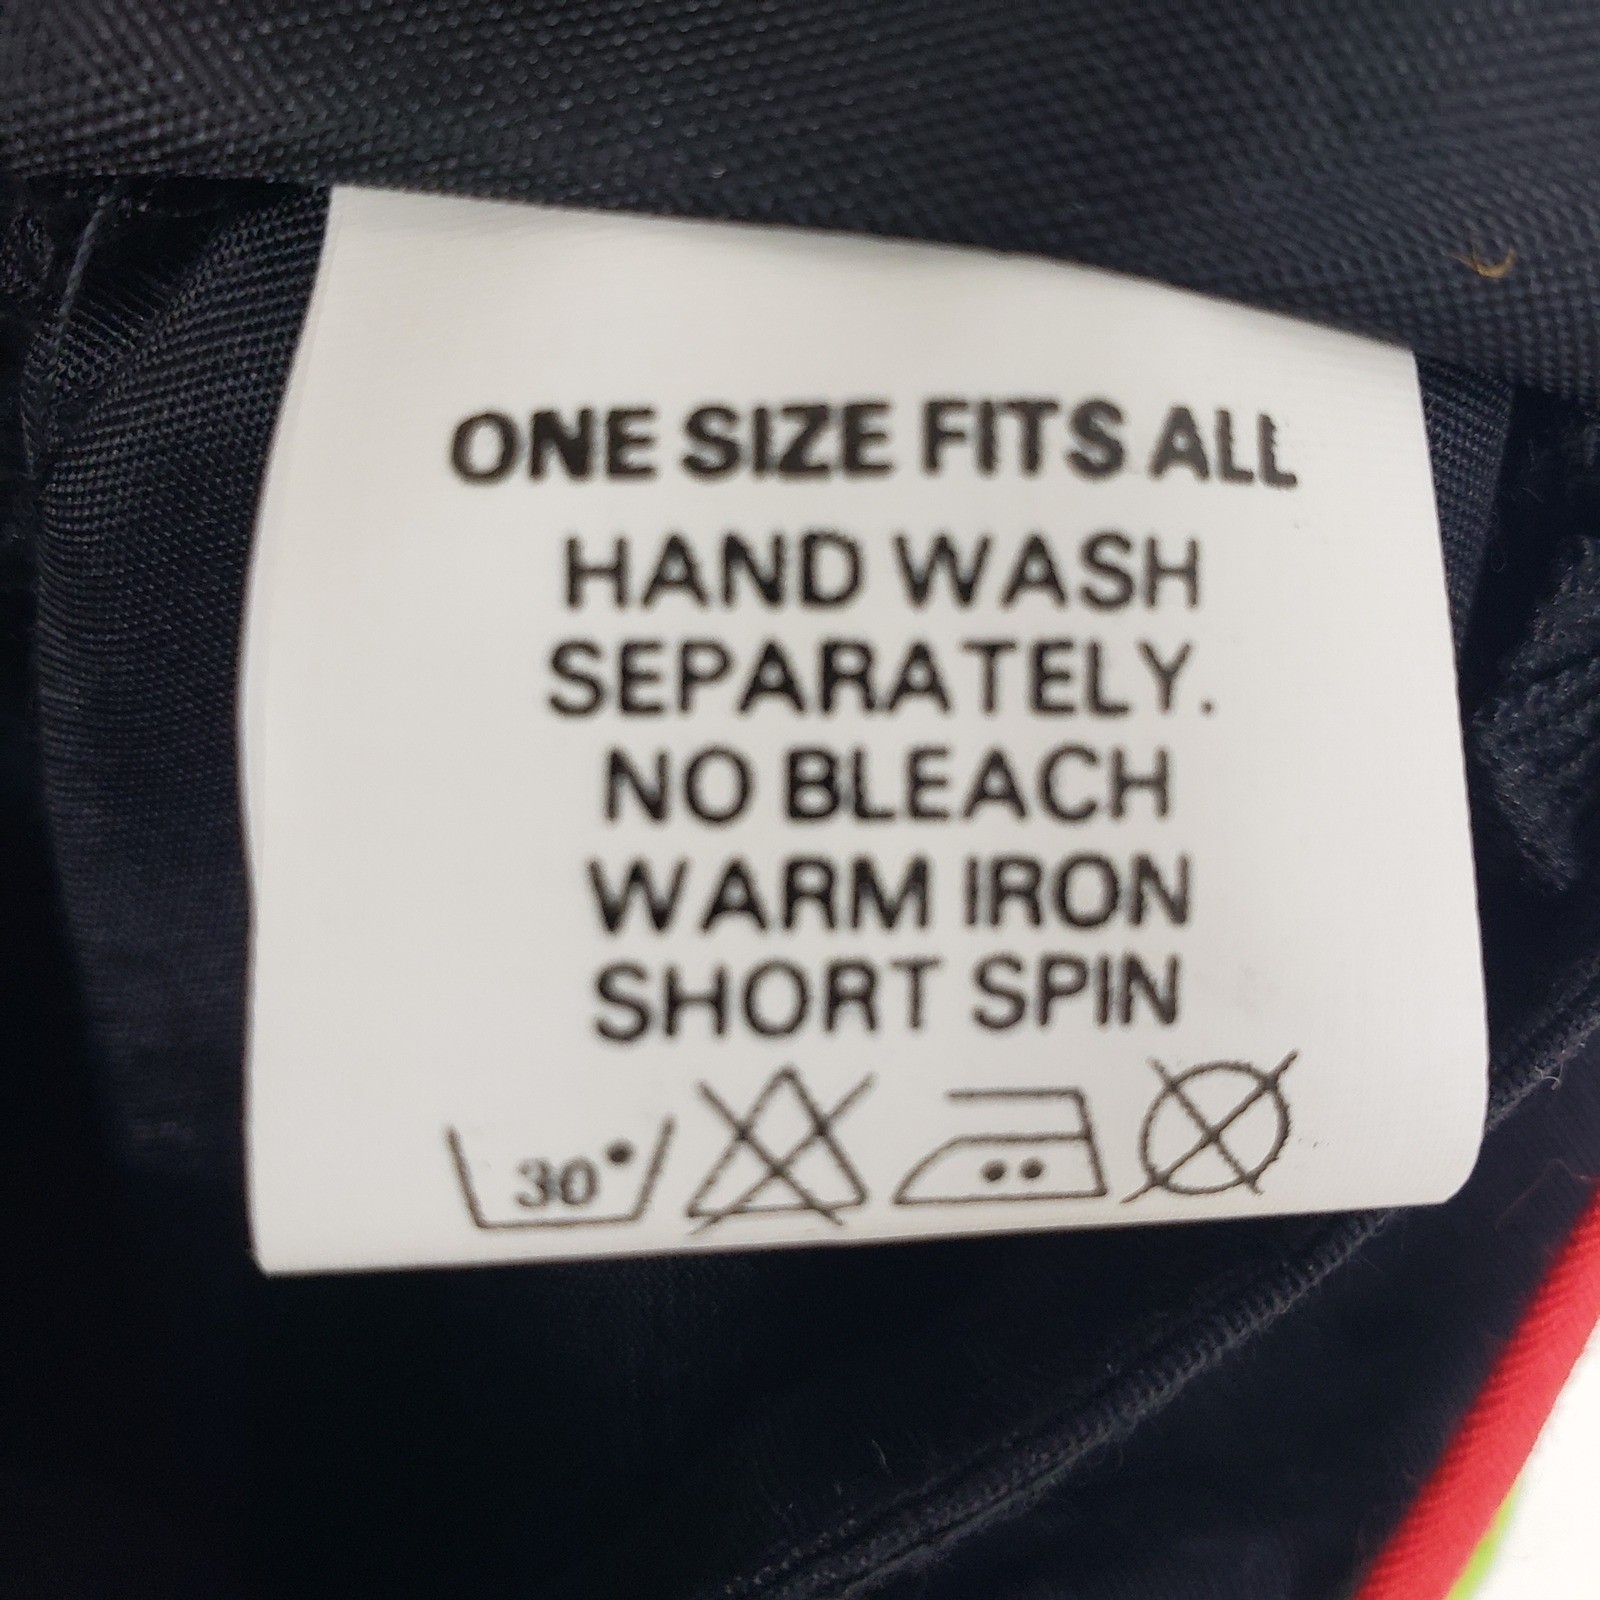 ONE SIZE FITS ALL
HAND WASH
SEPARATELY.
NO BLEACH
WARM IRON
SHORT SPIN
30°